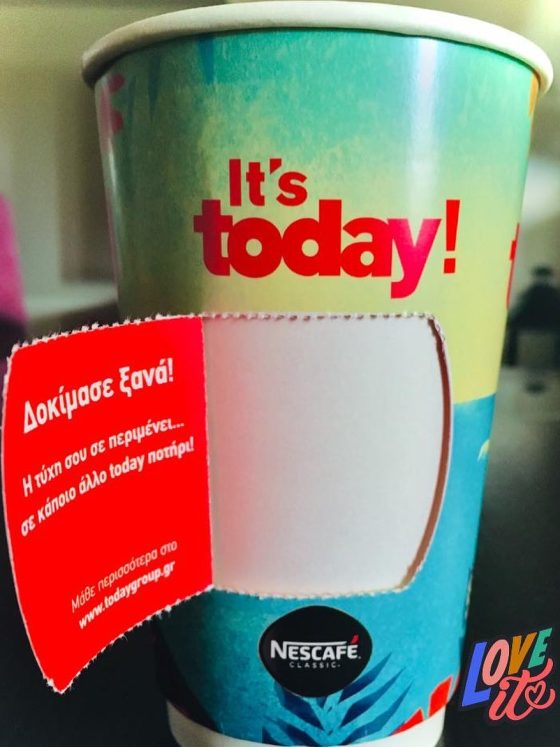 It's
today!
Δοκίμασε ξανά!
Η τύχη σου σε περιμένει...
σε κάποιο άλλο today ποτήρι!
Μάθε περισσότερα στο
www.todaygroup.gr
NESCAFÉ.
CLASSIC.
LOVE
it